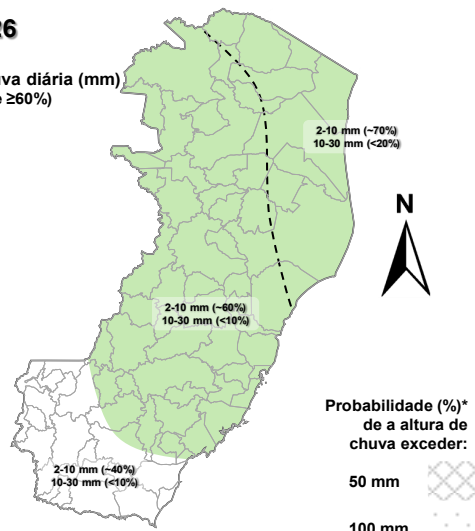 26
uva diária (mm)
e ≥60%)
2-10 mm (~70%)
10-30 mm (<20%)
N
2-10 mm (~60%)
10-30 mm (<10%)
Probabilidade (%)*
de a altura de
chuva exceder:
50 mm
2-10 mm (~40%)
10-30 mm (<10%)
100 mm